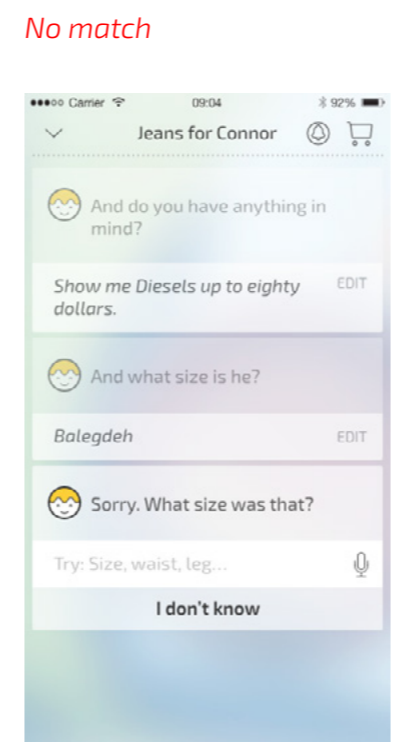 No match
Carrier 09:04 92%
Jeans for Connor
And do you have anything in
mind?
Show me Diesels up to eighty EDIT
dollars.
And what size is he?
Balegdeh EDIT
Sorry. What size was that?
Try: Size, waist, leg...
I don't know